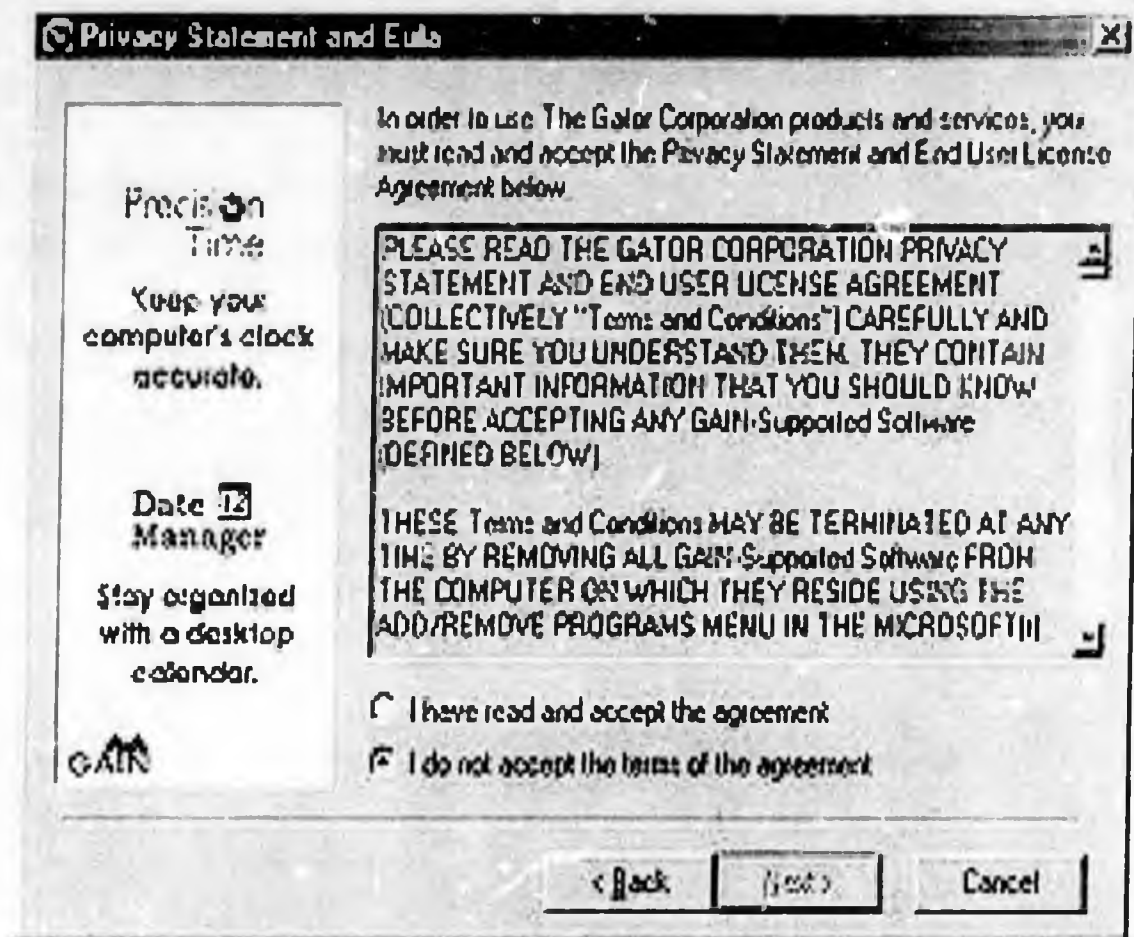 Privacy Statement and Eula
In order to use The Gator Corporation products and services, you
must read and accept the Privacy Statement and End User License
Agreement below
Precision
Time
Keep your
computer's clock
accurate.
Date 12
Manager
Stay organized
with a desktop
calendar.
GAIN
PLEASE READ THE GATOR CORPORATION PRIVACY
STATEMENT AND END USER LICENSE AGREEMENT
(COLLECTIVELY "Terms and Conditions") CAREFULLY AND
MAKE SURE YOU UNDERSTAND THEM. THEY CONTAIN
IMPORTANT INFORMATION THAT YOU SHOULD KNOW
BEFORE ACCEPTING ANY GAIN-Supported Software
(DEFINED BELOW)
THESE Terms and Conditions MAY BE TERMINATED AT ANY
TIME BY REMOVING ALL GAIN-Supported Software FROM
THE COMPUTER ON WHICH THEY RESIDE USING THE
ADD/REMOVE PROGRAMS MENU IN THE MICROSOFT(r)
I have read and accept the agreement
I do not accept the terms of the agreement
< Back
Next >
Cancel